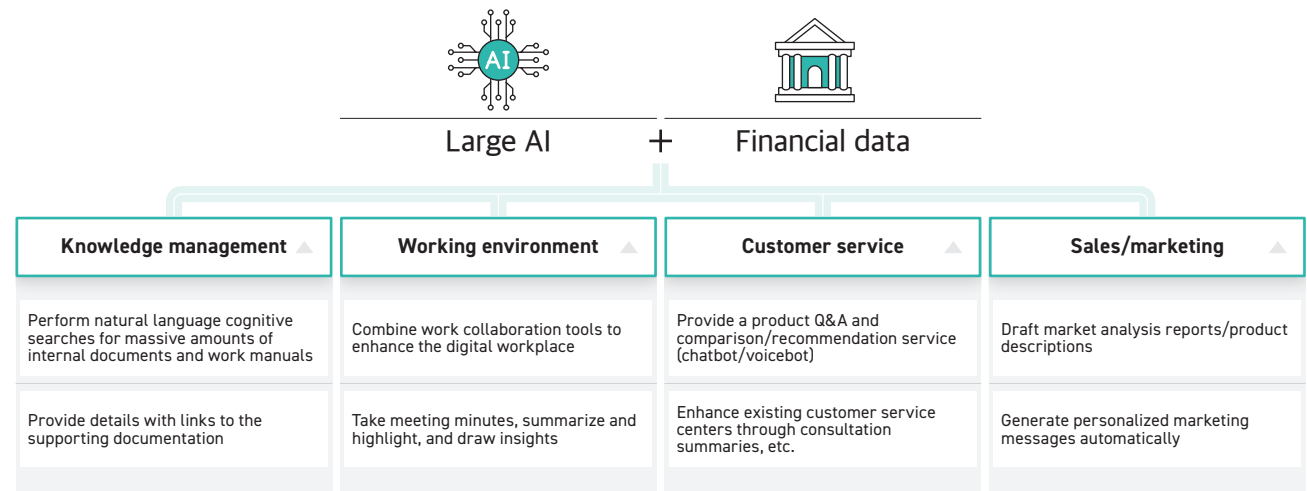 AI
Large AI + Financial data
Knowledge management
Perform natural language cognitive
searches for massive amounts of
internal documents and work manuals
Provide details with links to the
supporting documentation
Working environment
Combine work collaboration tools to
enhance the digital workplace
Take meeting minutes, summarize and
highlight, and draw insights
Customer service
Provide a product Q&A and
comparison/recommendation service
(chatbot/voicebot)
Enhance existing customer service
centers through consultation
summaries, etc.
Sales/marketing
Draft market analysis reports/product
descriptions
Generate personalized marketing
messages automatically